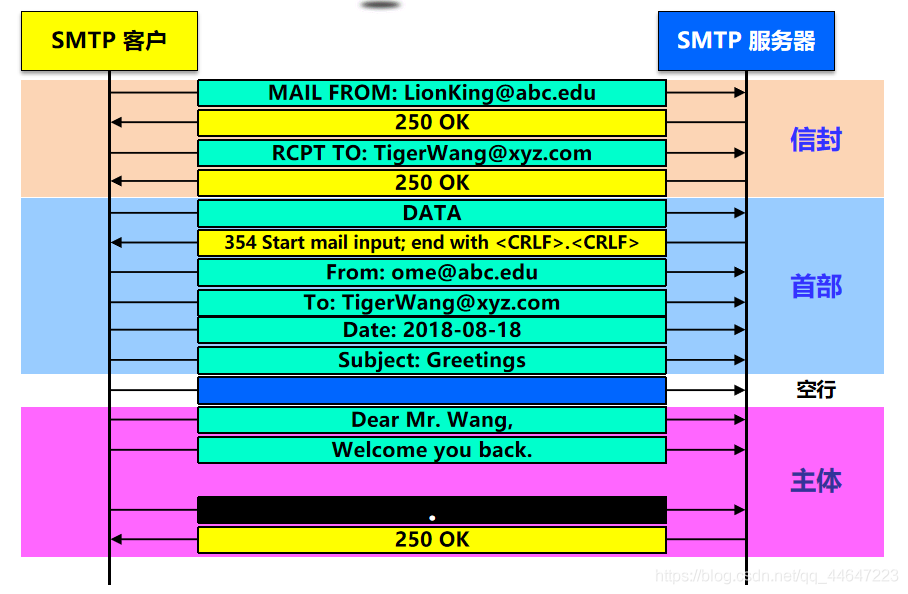 SMTP 客户
SMTP 服务器
MAIL FROM: LionKing@abc.edu
250 OK
信封
RCPT TO: TigerWang@xyz.com
250 OK
DATA
354 Start mail input; end with <CRLF>.<CRLF>
From: ome@abc.edu
首部
To: TigerWang@xyz.com
Date: 2018-08-18
Subject: Greetings
空行
Dear Mr. Wang,
Welcome you back.
主体
.
250 OK
https://blog.csdn.net/qq_44647223